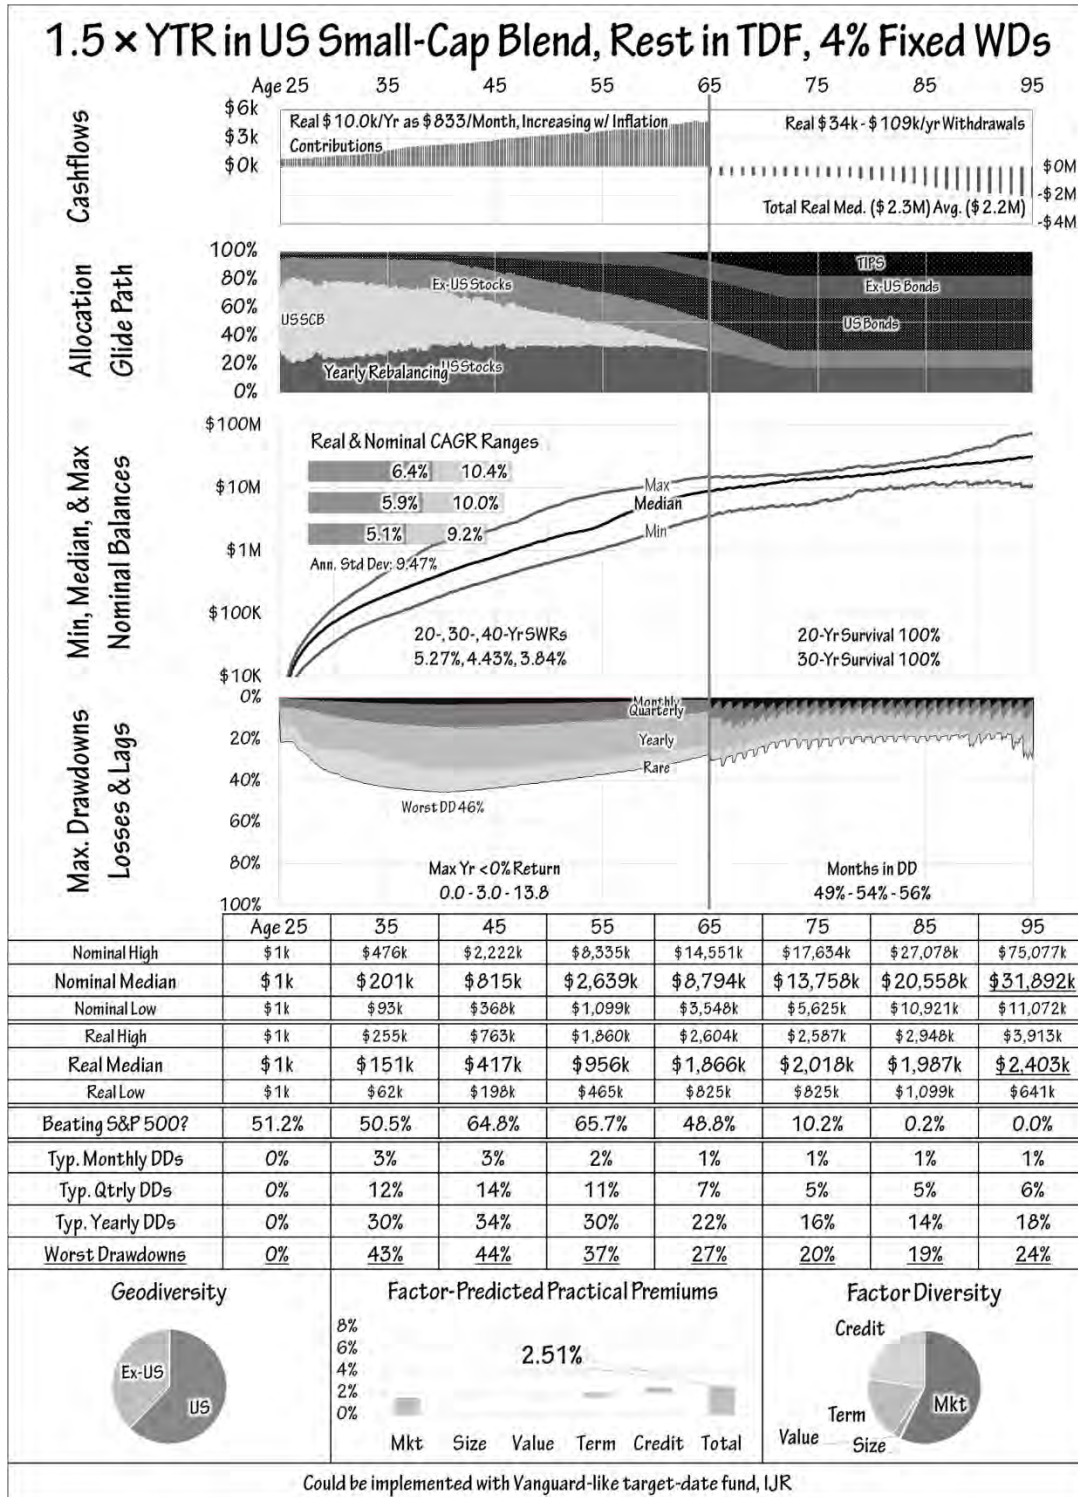 1.5 × YTR in US Small-Cap Blend, Rest in TDF, 4% Fixed WDs
Age 25 35 45 55 65 75 85 95
Cashflows
$6k
$3k
$0k
Real $10.0k/Yr as $833/Month, Increasing w/ Inflation
Contributions
Real $34k - $109k/yr Withdrawals
Total Real Med. ($2.3M) Avg. ($2.2M)
$0M
-$2M
-$4M
Allocation
Glide Path
100%
80%
60%
40%
20%
0%
TIPS
Ex-US Bonds
US Bonds
Ex-US Stocks
US SCB
Yearly Rebalancing
US Stocks
Min, Median, & Max
Nominal Balances
$100M
$10M
$1M
$100K
$10K
Real & Nominal CAGR Ranges
6.4% 10.4%
5.9% 10.0%
5.1% 9.2%
Ann. Std Dev: 9.47%
Max
Median
Min
20-, 30-, 40-Yr SWRs
5.27%, 4.43%, 3.84%
20-Yr Survival 100%
30-Yr Survival 100%
Max. Drawdowns
Losses & Lags
0%
20%
40%
60%
80%
100%
Monthly
Quarterly
Yearly
Rare
Worst DD 46%
Max Yr <0% Return
0.0 - 3.0 - 13.8
Months in DD
49% - 54% - 56%
Age 25 35 45 55 65 75 85 95
Nominal High $1k $476k $2,222k $8,335k $14,551k $17,634k $27,078k $75,077k
Nominal Median $1k $201k $815k $2,639k $8,794k $13,758k $20,558k $31,892k
Nominal Low $1k $93k $368k $1,099k $3,548k $5,625k $10,921k $11,072k
Real High $1k $255k $763k $1,860k $2,604k $2,587k $2,948k $3,913k
Real Median $1k $151k $417k $956k $1,866k $2,018k $1,987k $2,403k
Real Low $1k $62k $198k $465k $825k $825k $1,099k $641k
Beating S&P 500? 51.2% 50.5% 64.8% 65.7% 48.8% 10.2% 0.2% 0.0%
Typ. Monthly DDs 0% 3% 3% 2% 1% 1% 1% 1%
Typ. Qtrly DDs 0% 12% 14% 11% 7% 5% 5% 6%
Typ. Yearly DDs 0% 30% 34% 30% 22% 16% 14% 18%
Worst Drawdowns 0% 43% 44% 37% 27% 20% 19% 24%
Geodiversity
Ex-US
US
Factor-Predicted Practical Premiums
8%
6%
4%
2%
0%
2.51%
Mkt Size Value Term Credit Total
Factor Diversity
Credit
Mkt
Term
Value
Size
Could be implemented with Vanguard-like target-date fund, IJR